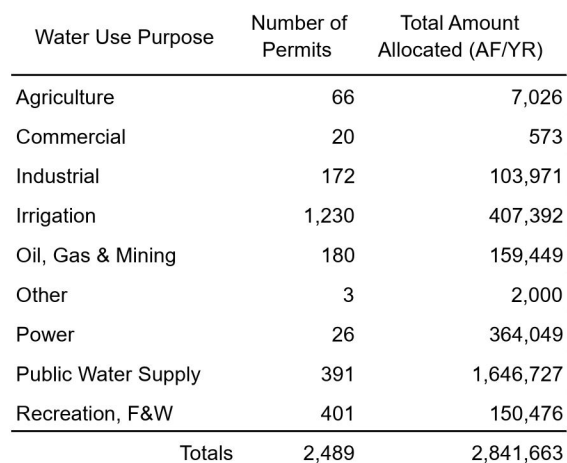 Water Use Purpose Number of Permits Total Amount Allocated (AF/YR)
Agriculture 66 7,026
Commercial 20 573
Industrial 172 103,971
Irrigation 1,230 407,392
Oil, Gas & Mining 180 159,449
Other 3 2,000
Power 26 364,049
Public Water Supply 391 1,646,727
Recreation, F&W 401 150,476
Totals 2,489 2,841,663